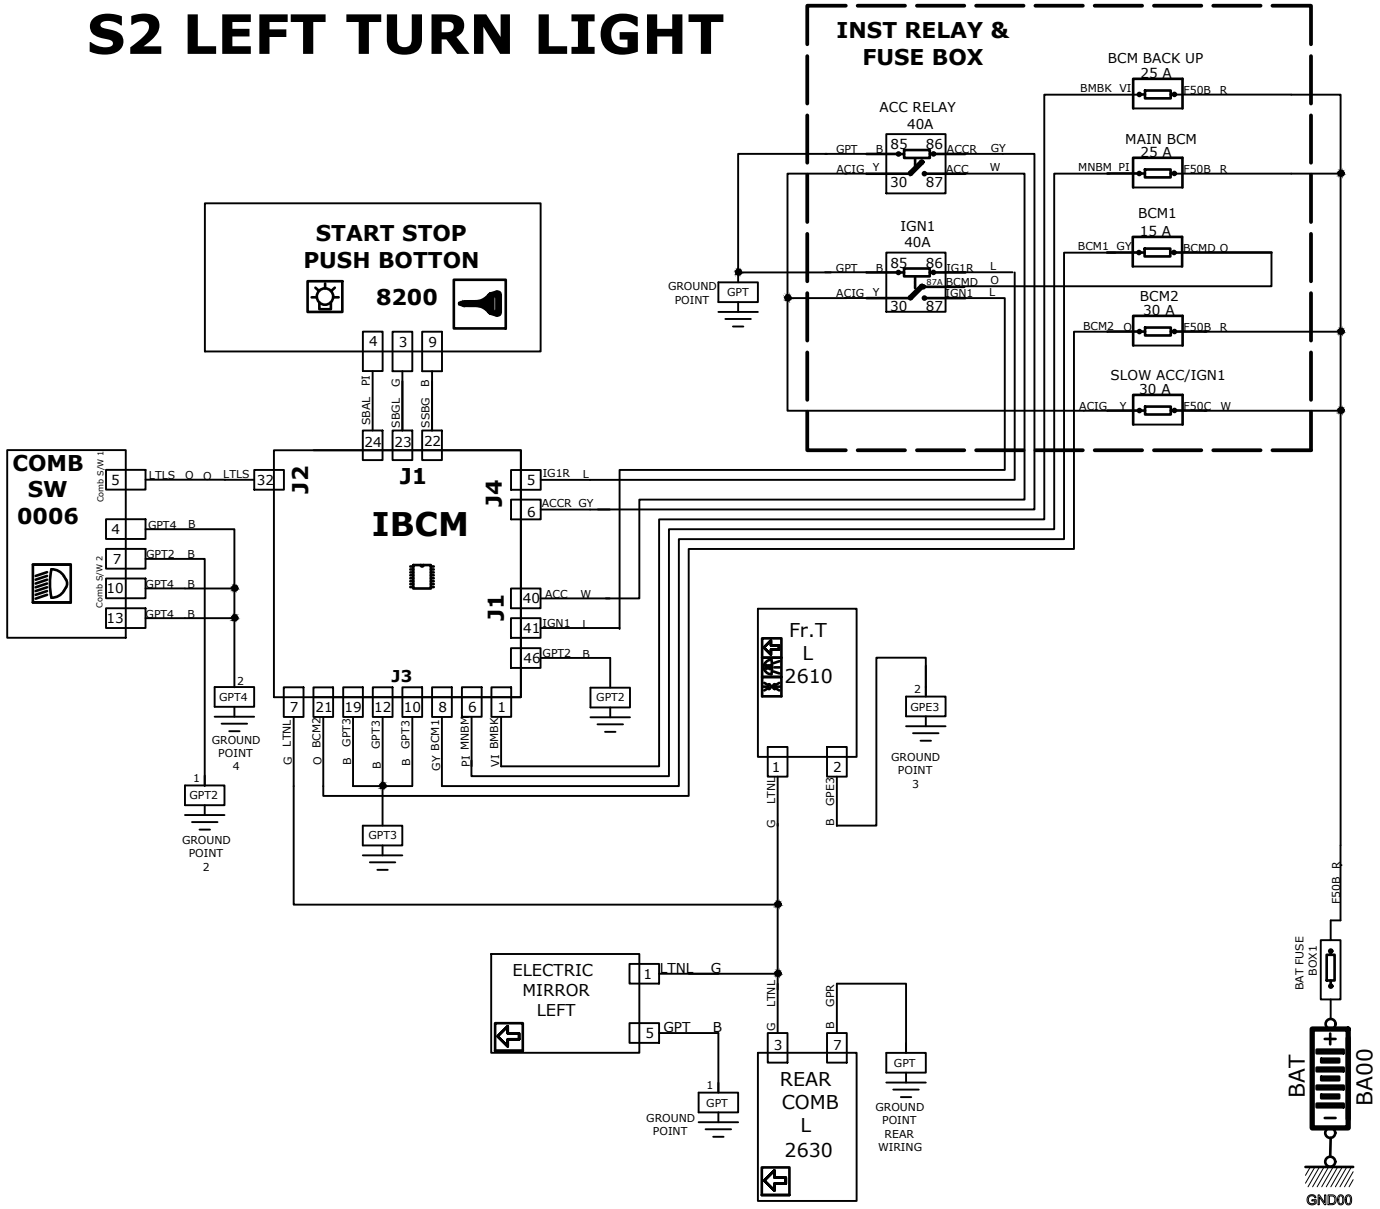 S2 LEFT TURN LIGHT
INST RELAY &
FUSE BOX
BCM BACK UP
25 A
BMBK VI
F50B R
ACC RELAY
40A
85 86
GPT B
ACCR GY
ACIG Y
ACC W
30 87
MAIN BCM
25 A
MNBM PI
F50B R
IGN1
40A
85 86
GPT B
IG1R L
87A
BCMD O
ACIG Y
IGN1 L
30 87
BCM1
15 A
BCM1 GY
BCMD O
BCM2
30 A
BCM2 O
F50B R
SLOW ACC/IGN1
30 A
ACIG Y
F50C W
GROUND
POINT
GPT
START STOP
PUSH BOTTON
8200
4 3 9
SBAL PI
SBGL G
SSBG B
24 23 22
J1
J2
J4
IBCM
J1
J3
COMB
SW
0006
Comb S/W 1
Comb S/W 2
5
LTLS O O LTLS
32
4
GPT4 B
7
GPT2 B
10
GPT4 B
13
GPT4 B
5
IG1R L
6
ACCR GY
40
ACC W
41
IGN1 L
46
GPT2 B
GPT2
7 21 19 12 10 8 6 1
G LTNL
O BCM2
B GPT3
B GPT3
B GPT3
GY BCM1
PI MNBM
VI BMBK
2
GPT4
GROUND
POINT
4
1
GPT2
GROUND
POINT
2
GPT3
Fr.T
L
2610
1 2
G LTNL
B GPE3
2
GPE3
GROUND
POINT
3
ELECTRIC
MIRROR
LEFT
1
LTNL G
5
GPT B
1
GPT
GROUND
POINT
G LTNL
B GPR
3 7
REAR
COMB
L
2630
GPT
GROUND
POINT
REAR
WIRING
F50B R
BAT FUSE
BOX1
BAT
BA00
+
−
GND00